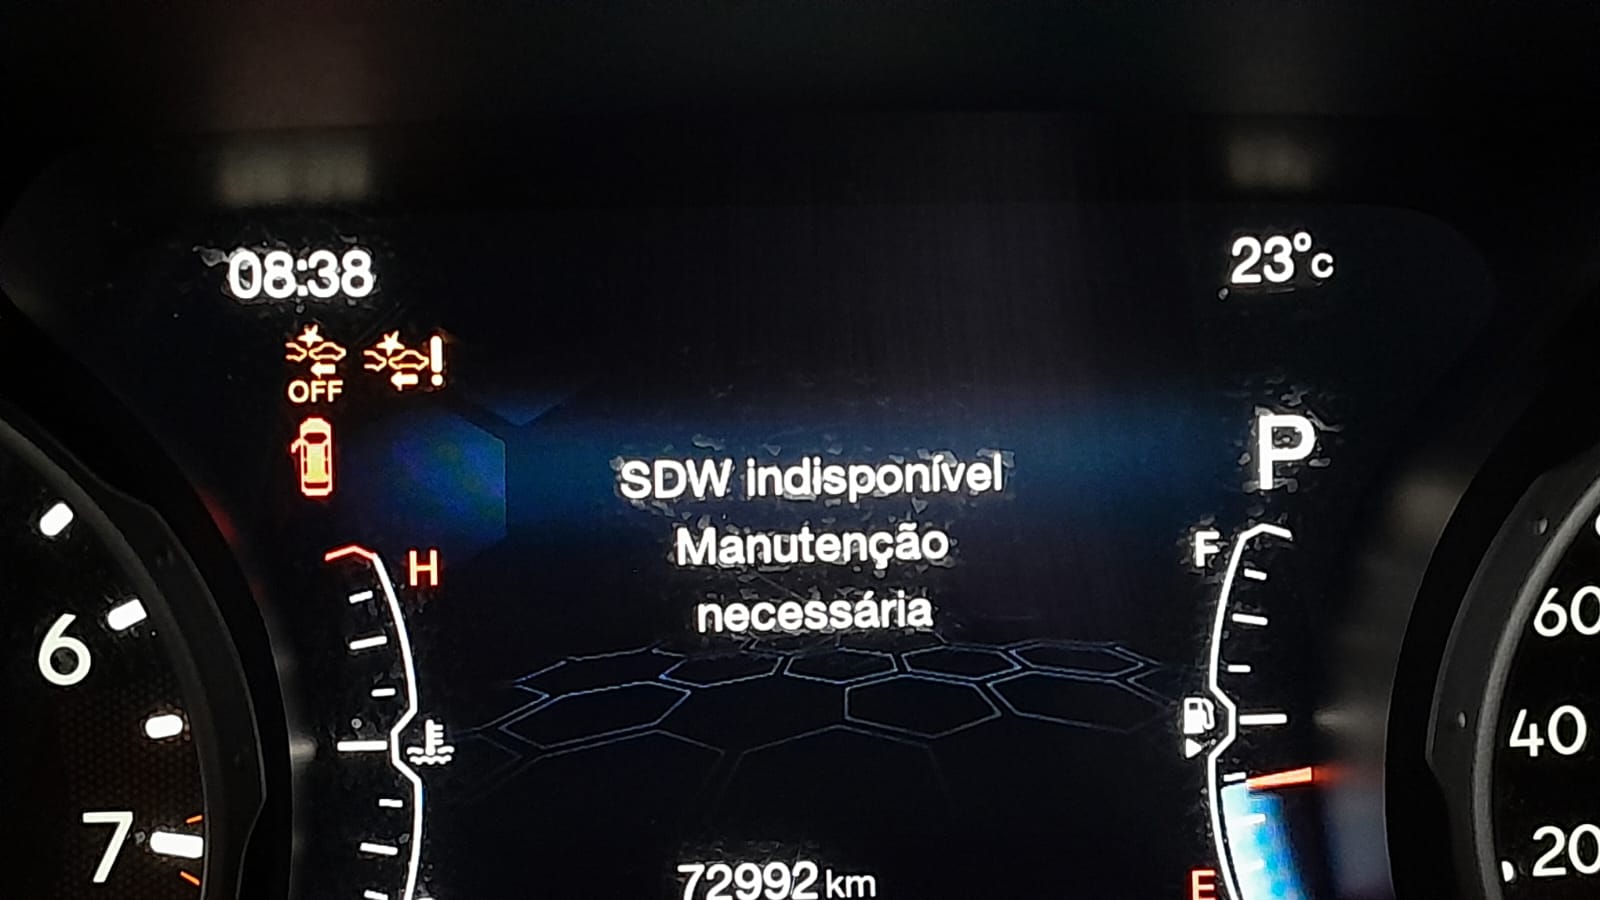 08:38
23°c
OFF
!
P
SDW indisponível
Manutenção
necessária
H
F
6
7
60
40
20
E
72992 km